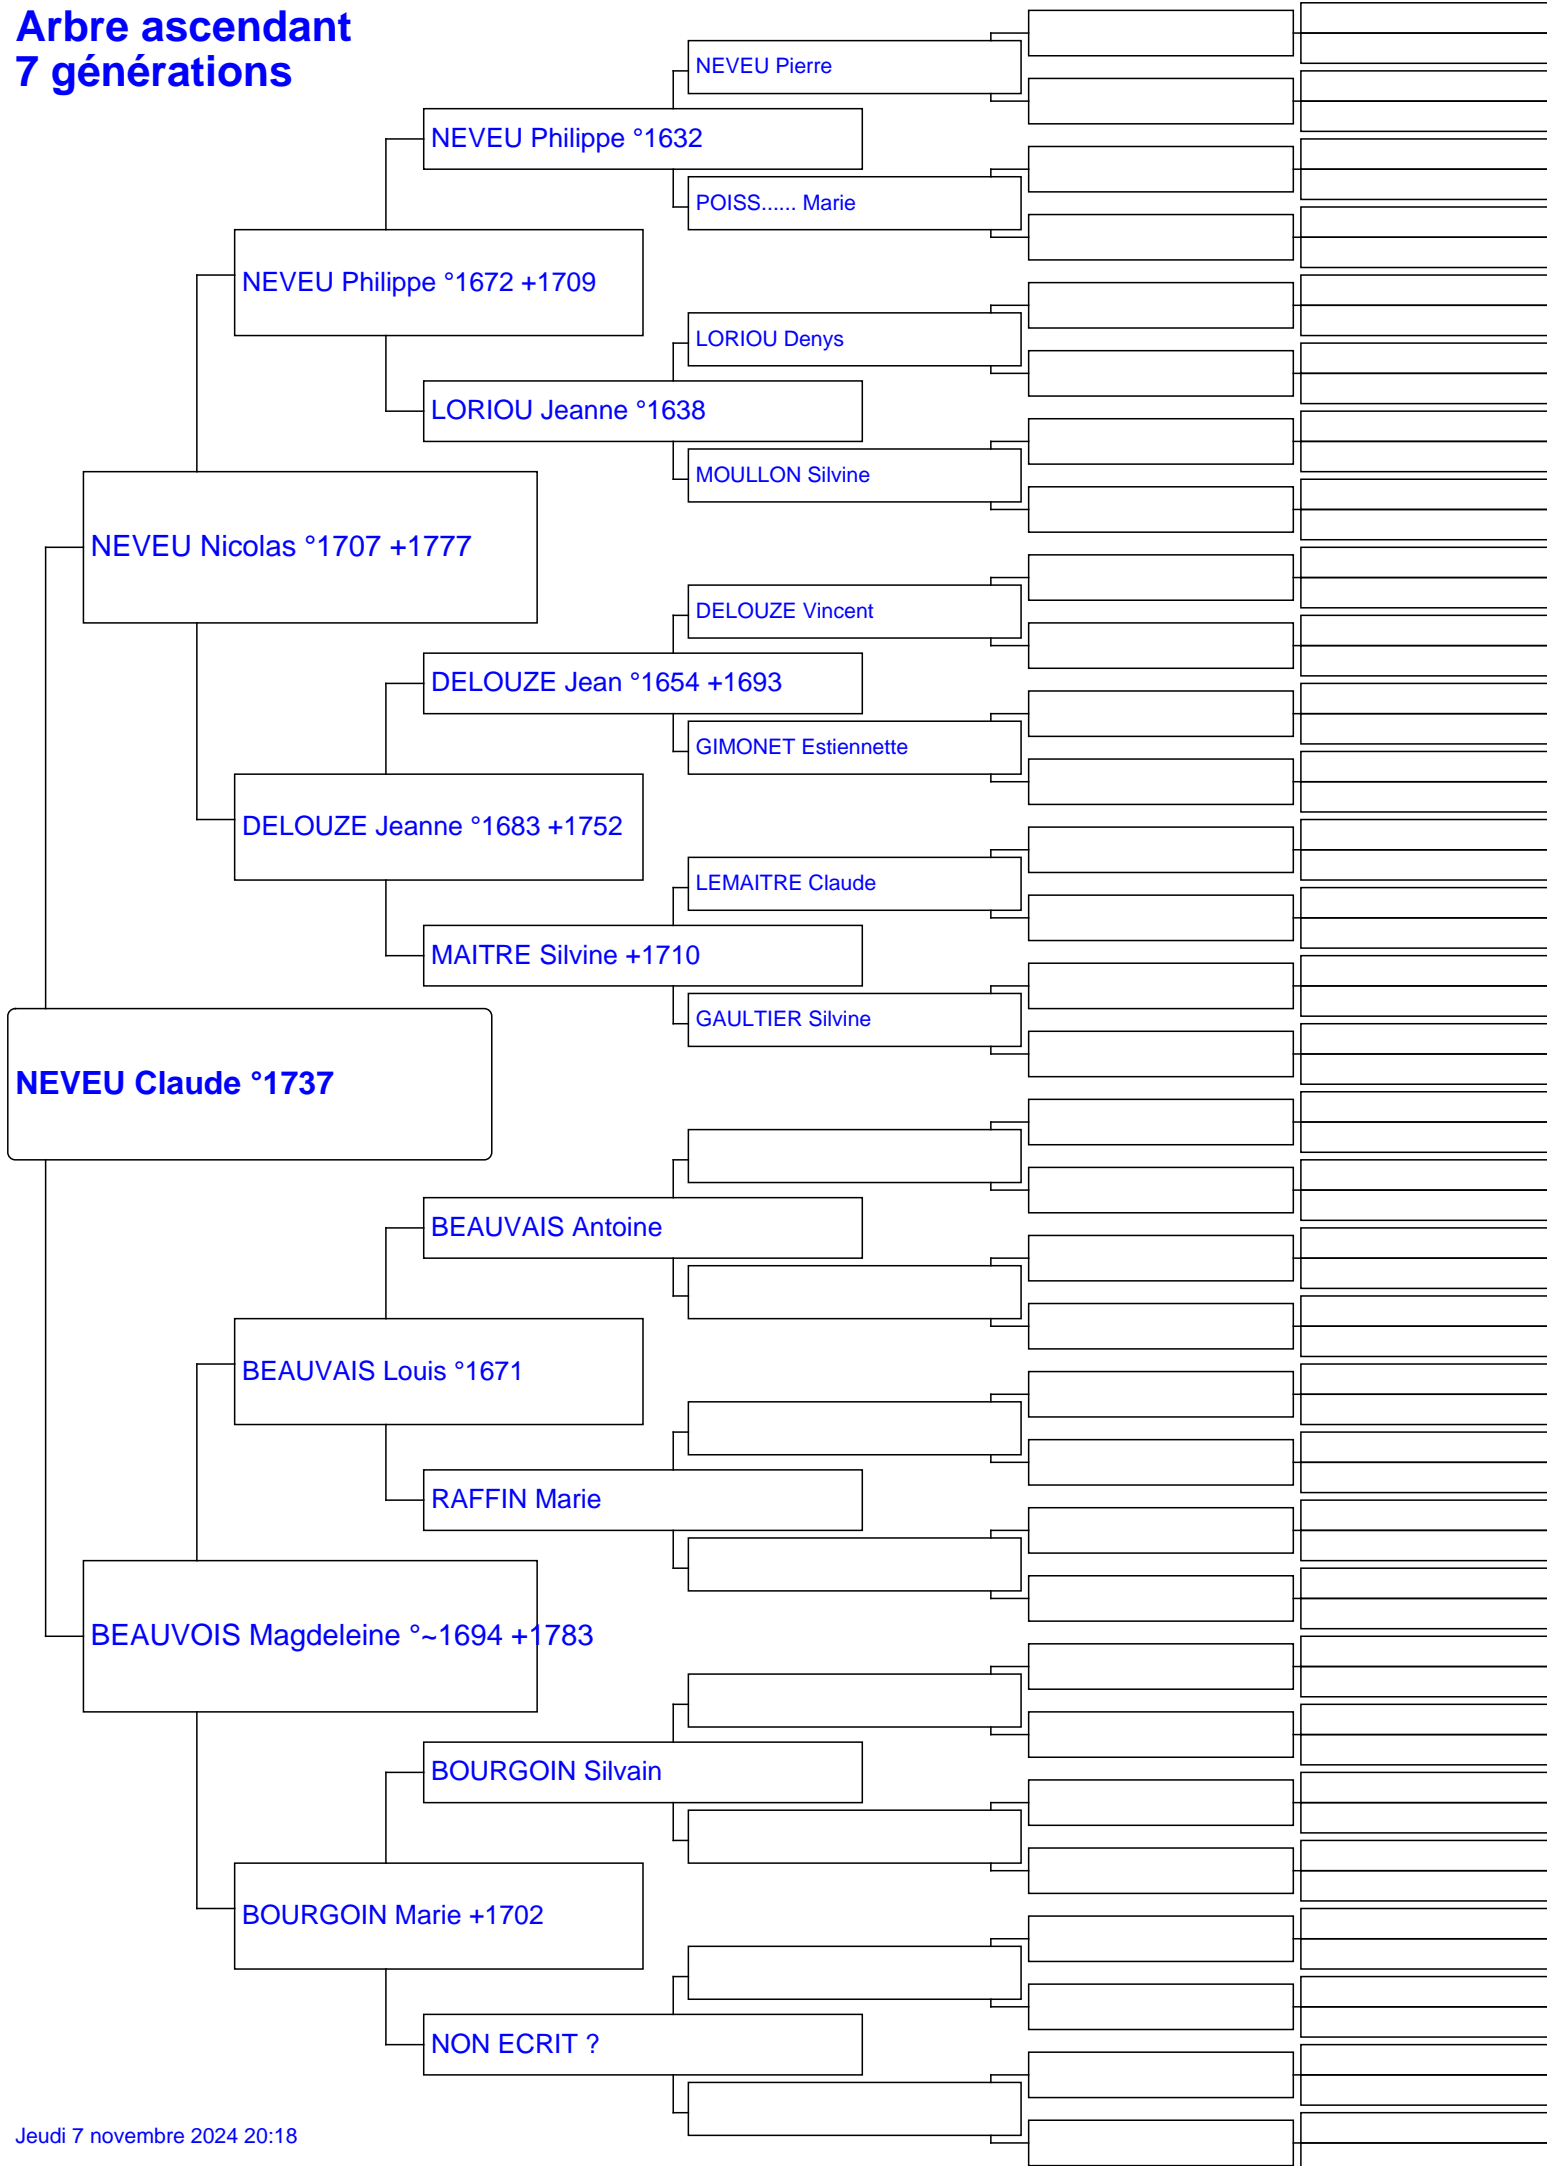 Arbre ascendant
7 générations
NEVEU Pierre
NEVEU Philippe °1632
POISS...... Marie
NEVEU Philippe °1672 +1709
LORIOU Denys
LORIOU Jeanne °1638
MOULLON Silvine
NEVEU Nicolas °1707 +1777
DELOUZE Vincent
DELOUZE Jean °1654 +1693
GIMONET Estiennette
DELOUZE Jeanne °1683 +1752
LEMAITRE Claude
MAITRE Silvine +1710
GAULTIER Silvine
NEVEU Claude °1737
BEAUVAIS Antoine
BEAUVAIS Louis °1671
RAFFIN Marie
BEAUVOIS Magdeleine °~1694 +1783
BOURGOIN Silvain
BOURGOIN Marie +1702
NON ECRIT ?
Jeudi 7 novembre 2024 20:18